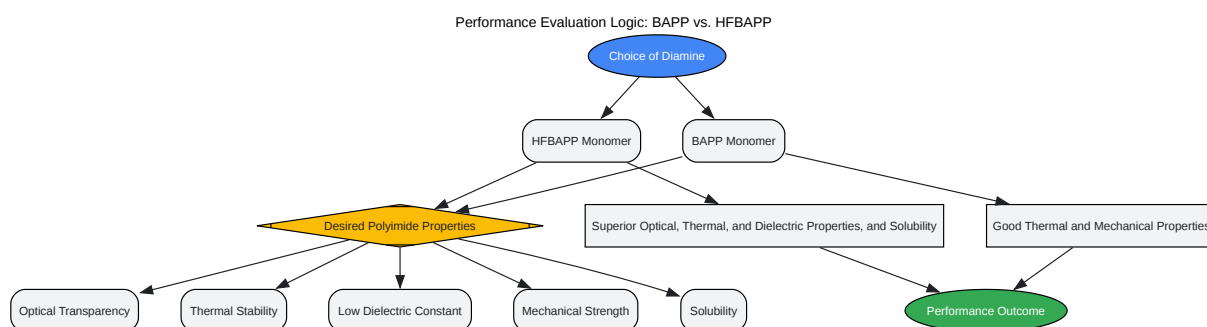 Performance Evaluation Logic: BAPP vs. HFBAPP
Choice of Diamine
HFBAPP Monomer
BAPP Monomer
Desired Polyimide Properties
Superior Optical, Thermal, and Dielectric Properties, and Solubility
Good Thermal and Mechanical Properties
Optical Transparency
Thermal Stability
Low Dielectric Constant
Mechanical Strength
Solubility
Performance Outcome